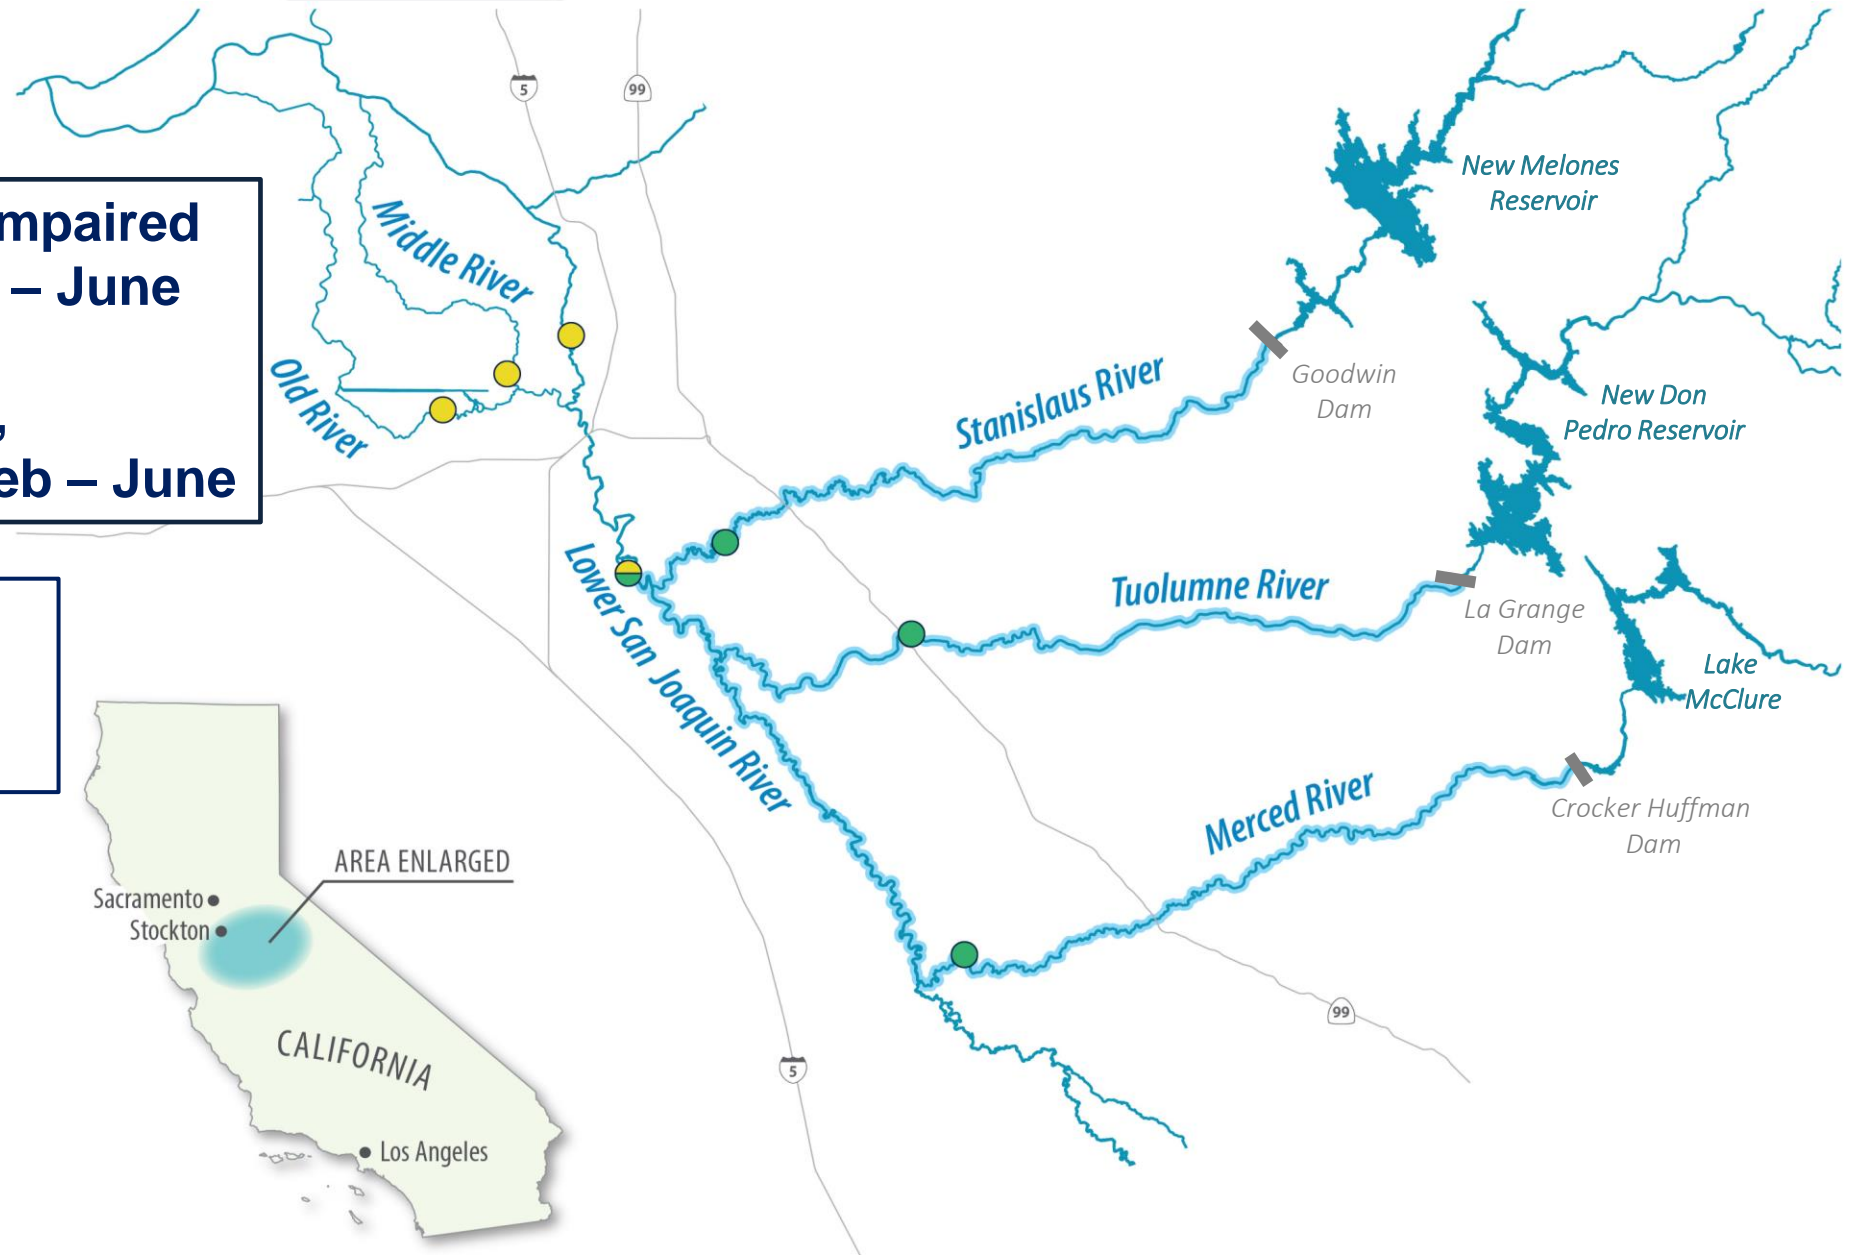 5
99
New Melones
Reservoir
mpaired
– June
,
eb – June
Middle River
Old River
Stanislaus River
Goodwin
Dam
New Don
Pedro Reservoir
Lower San Joaquin River
Tuolumne River
La Grange
Dam
Lake
McClure
Merced River
Crocker Huffman
Dam
AREA ENLARGED
Sacramento
Stockton
CALIFORNIA
Los Angeles
99
5